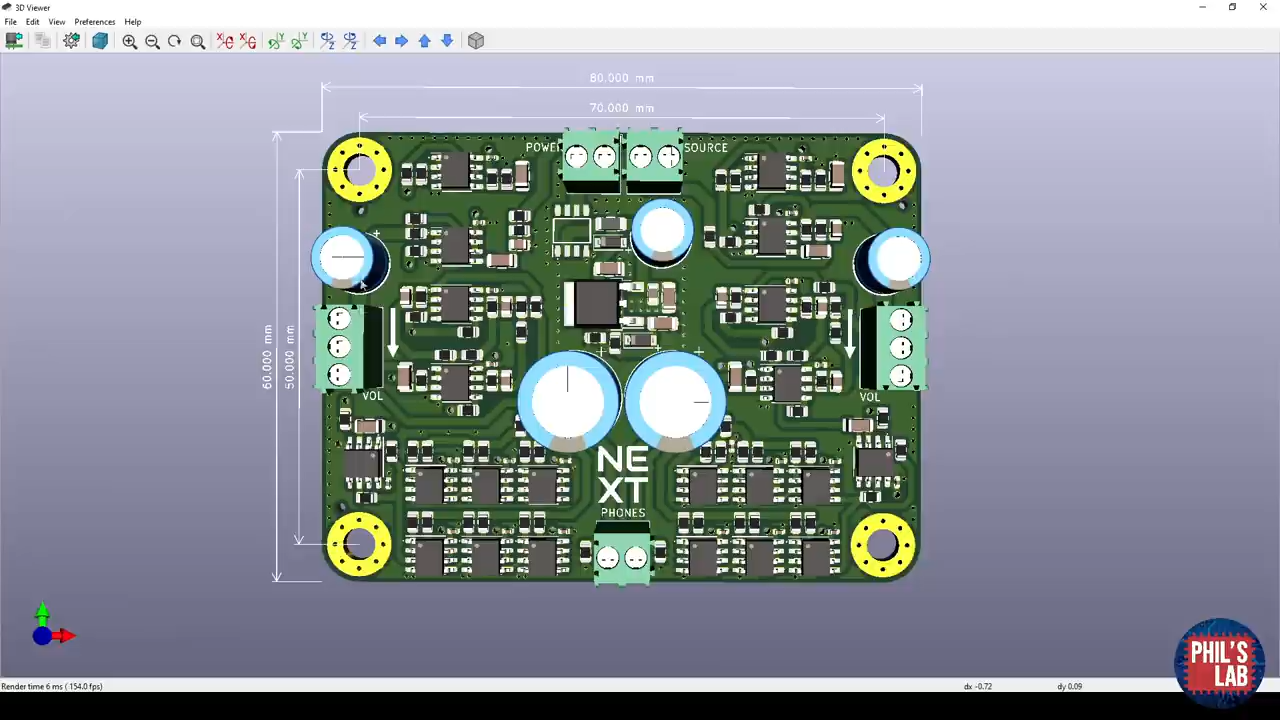 3D Viewer
File Edit View Preferences Help
80.000 mm
70.000 mm
POWER
SOURCE
60.000 mm
50.000 mm
VOL
VOL
NE
XT
PHONES
PHIL'S
LAB
Render time 6 ms ( 154.0 fps)
dx -0.72
dy 0.09